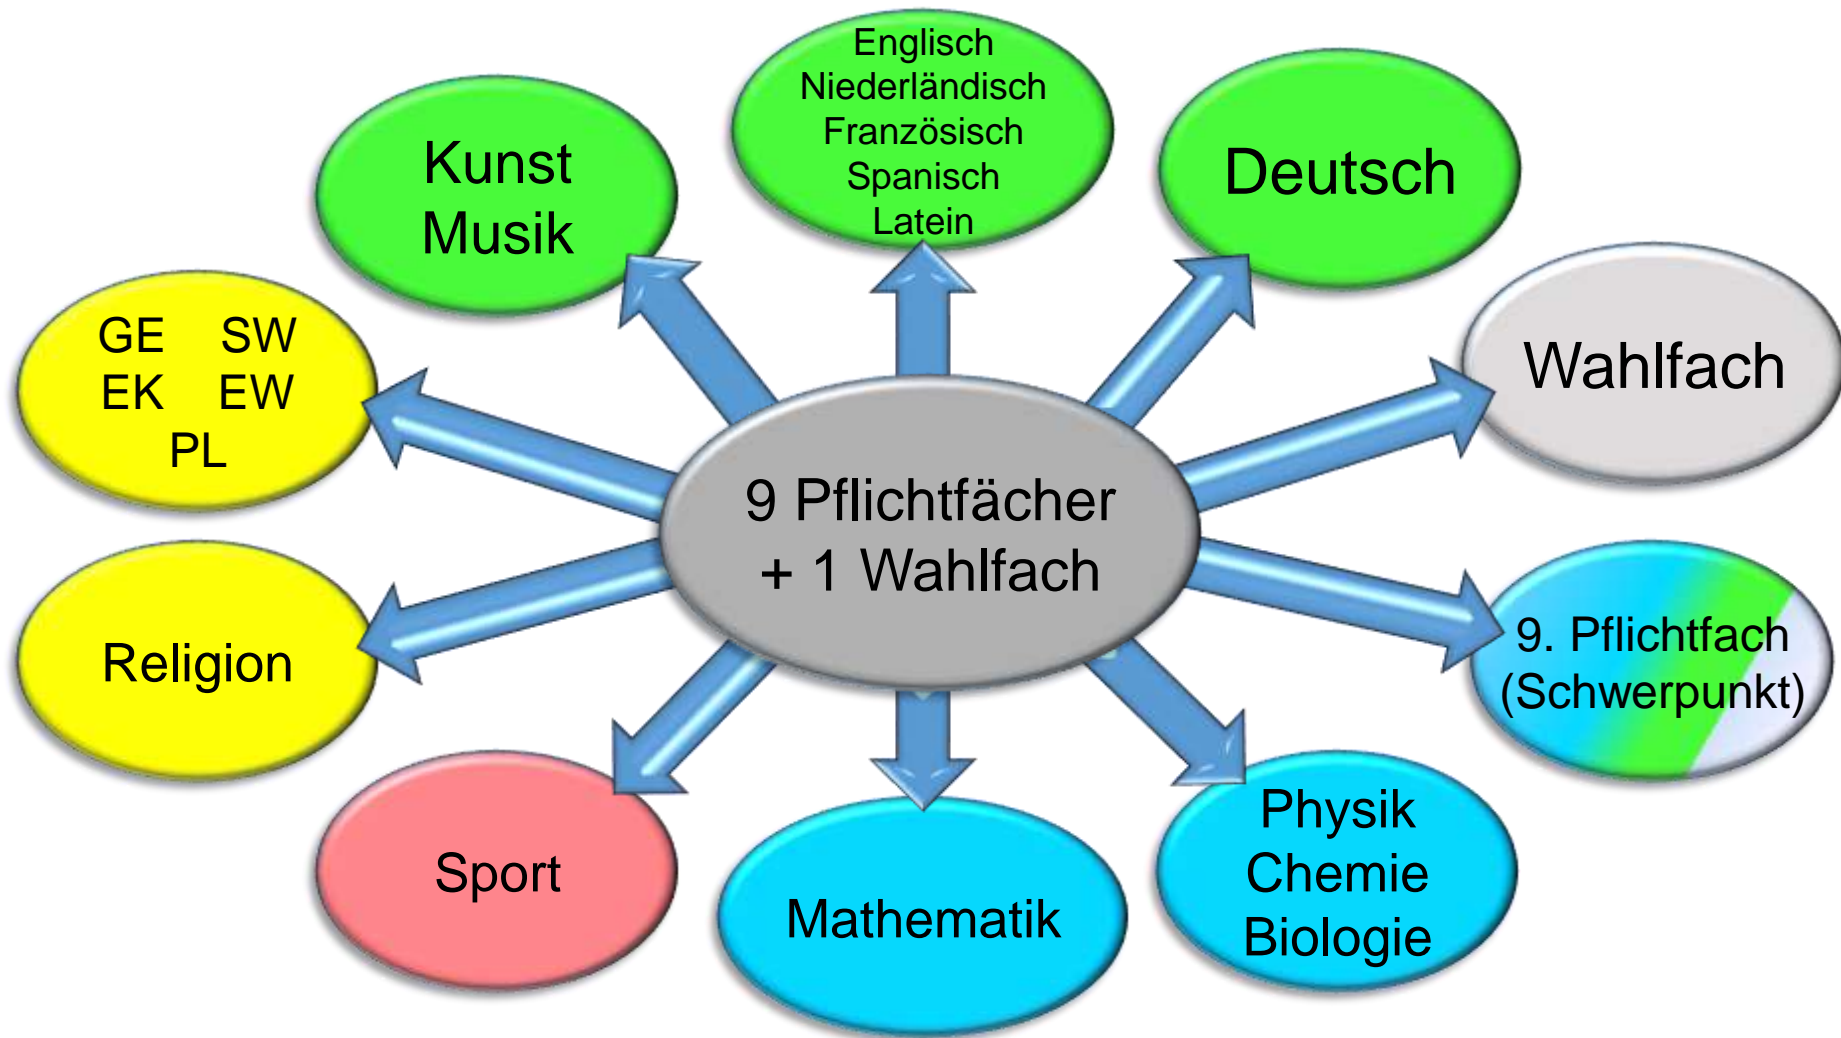 Englisch
Niederländisch
Französisch
Spanisch
Latein
Kunst
Musik
Deutsch
GE SW
EK EW
PL
Wahlfach
9 Pflichtfächer
+ 1 Wahlfach
Religion
9. Pflichtfach
(Schwerpunkt)
Sport
Mathematik
Physik
Chemie
Biologie